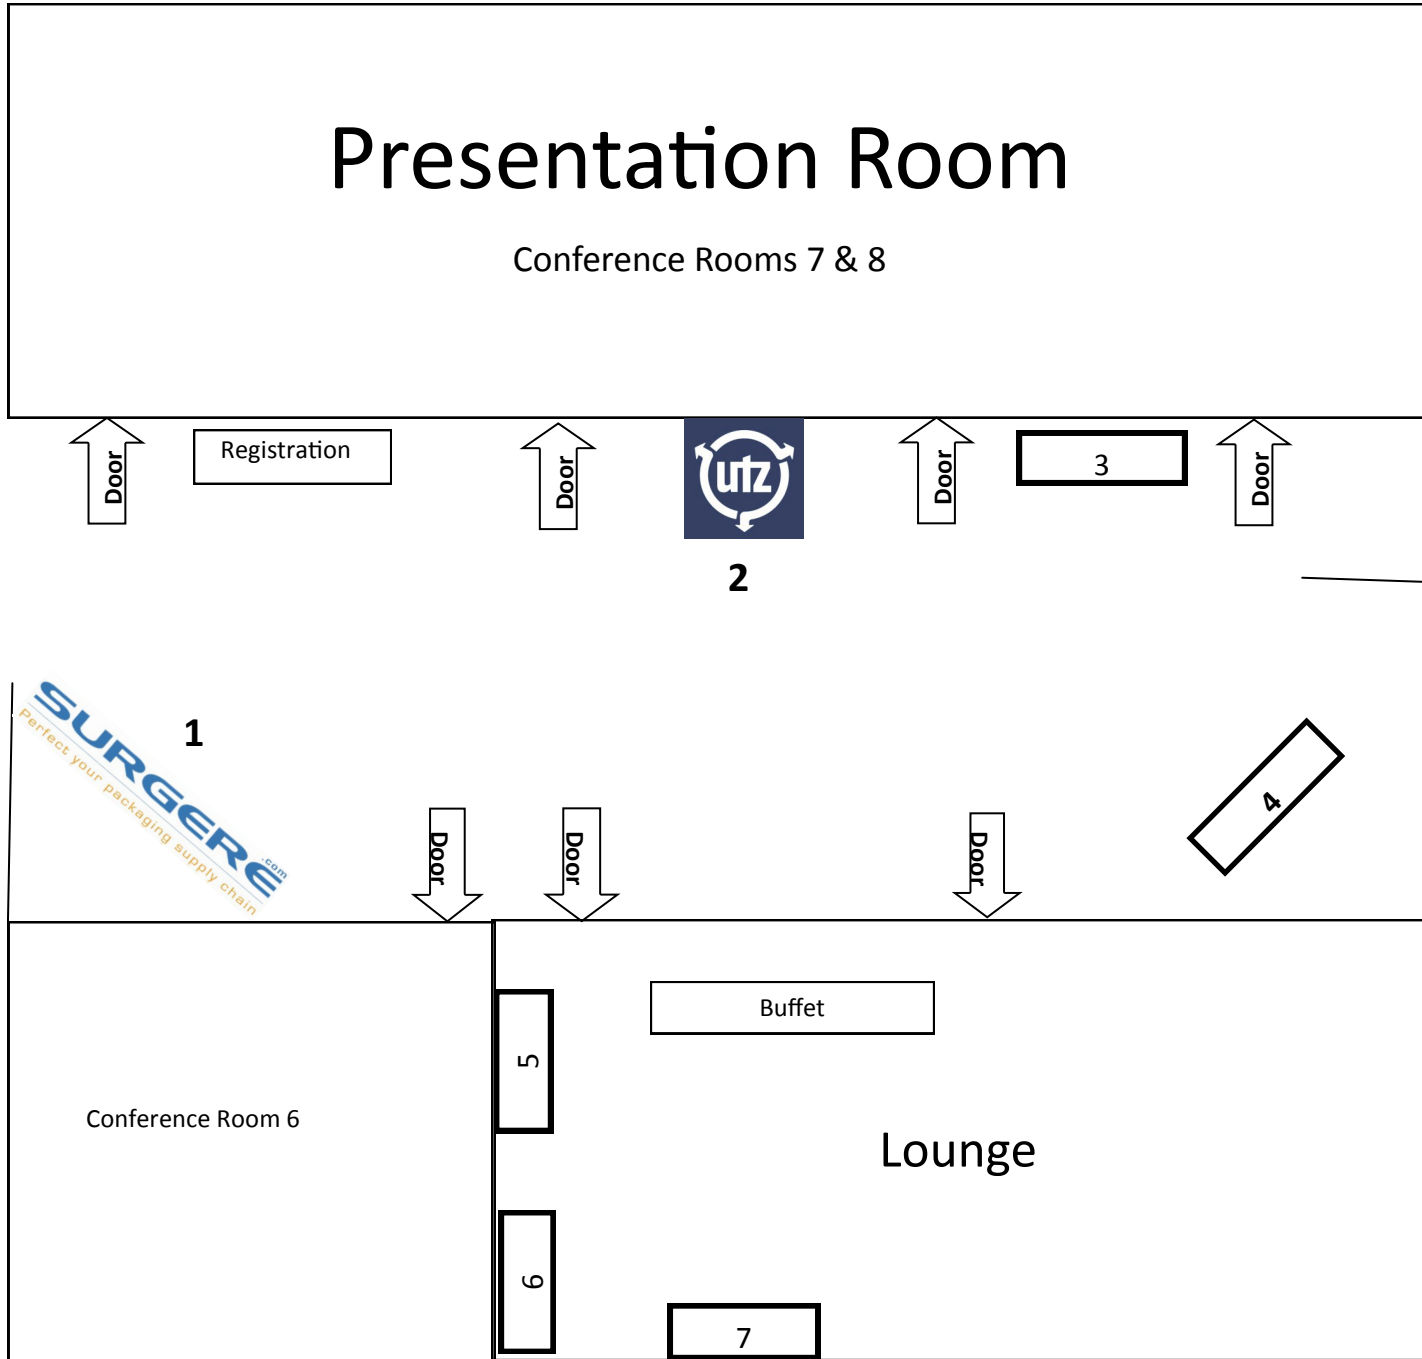 Presentation Room
Conference Rooms 7 & 8
Door
Registration
Door
utz
Door
3
Door
2
1
SURGERE.com
Perfect your packaging supply chain
4
Door
Door
Door
Buffet
5
Conference Room 6
Lounge
6
7